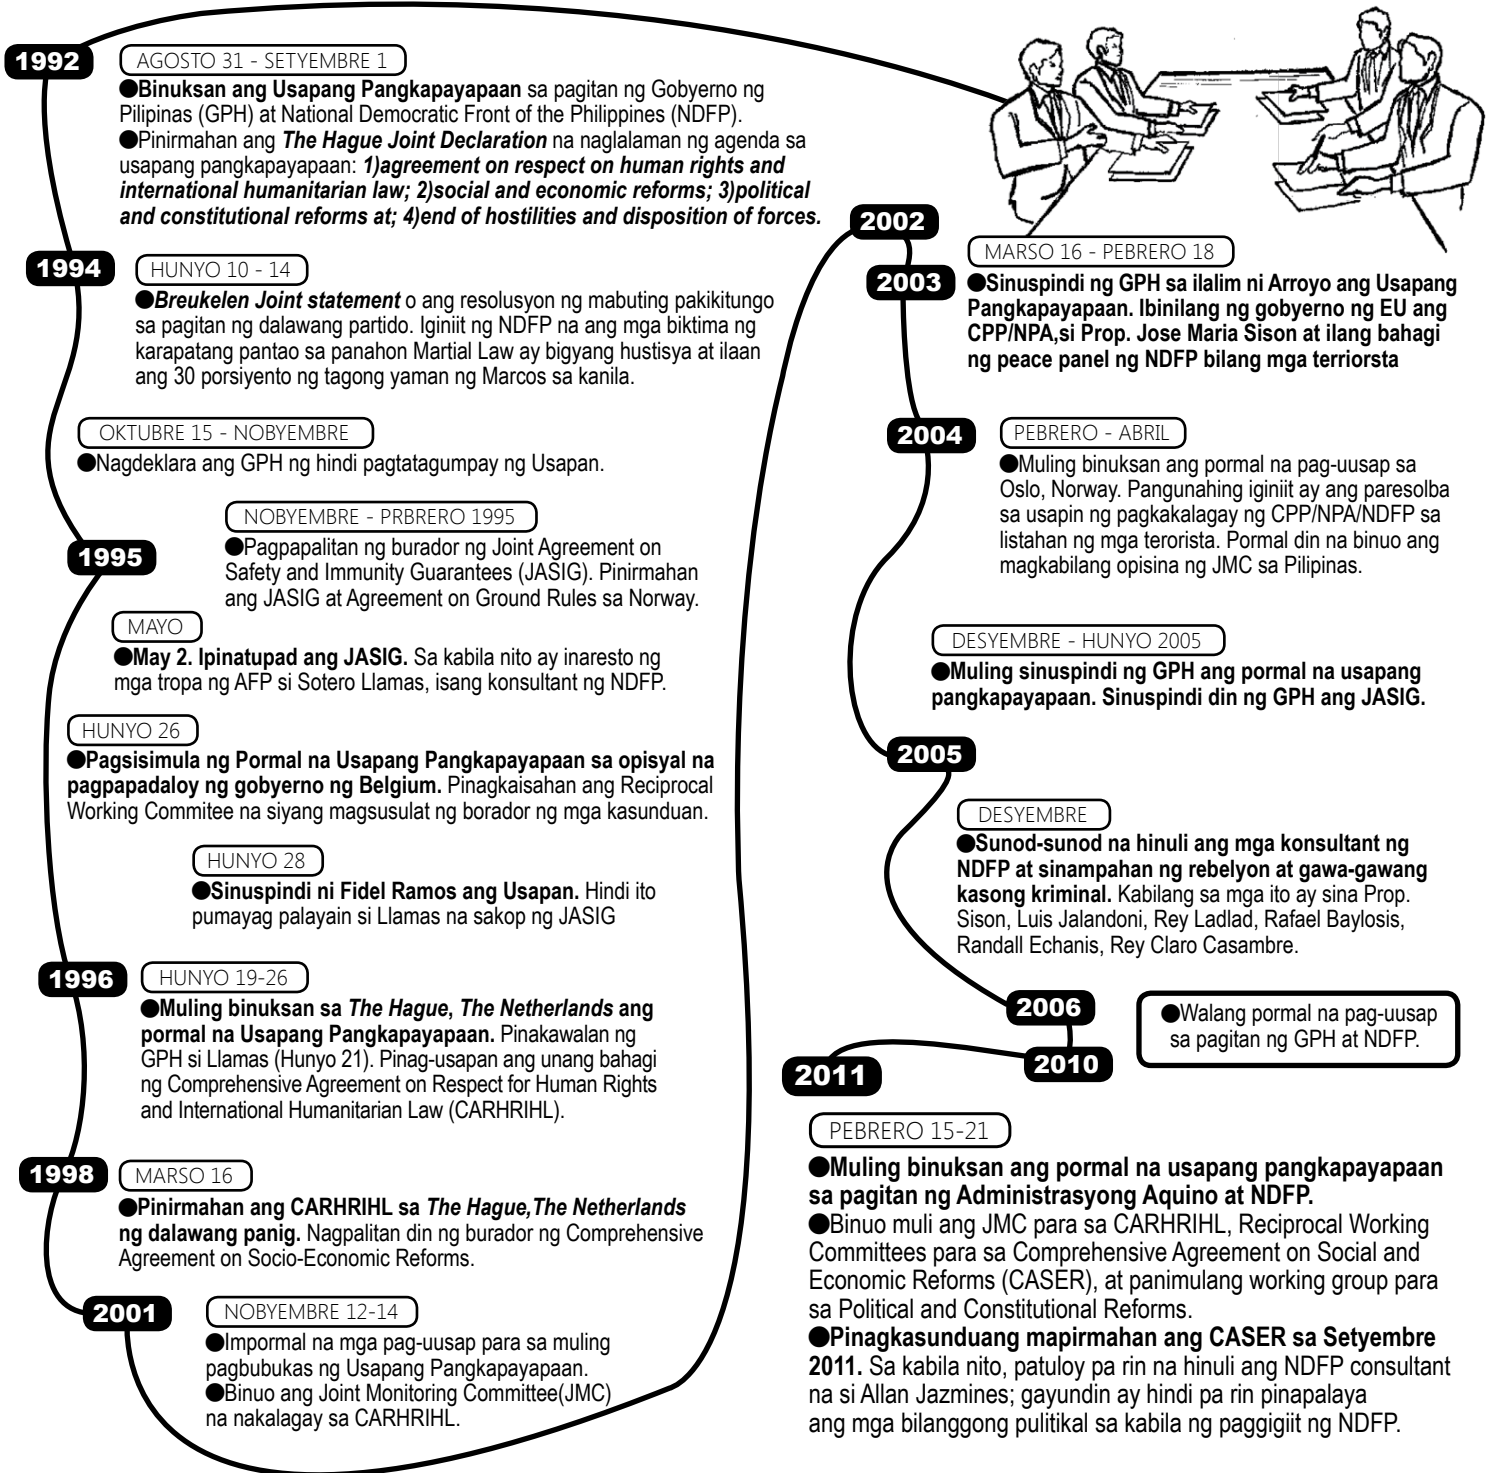 1992
AGOSTO 31 - SETYEMBRE 1
●Binuksan ang Usapang Pangkapayapaan sa pagitan ng Gobyerno ng
Pilipinas (GPH) at National Democratic Front of the Philippines (NDFP).
●Pinirmahan ang The Hague Joint Declaration na naglalaman ng agenda sa
usapang pangkapayapaan: 1)agreement on respect on human rights and
international humanitarian law; 2)social and economic reforms; 3)political
and constitutional reforms at; 4)end of hostilities and disposition of forces.
1994
HUNYO 10 - 14
●Breukelen Joint statement o ang resolusyon ng mabuting pakikitungo
sa pagitan ng dalawang partido. Iginiit ng NDFP na ang mga biktima ng
karapatang pantao sa panahon Martial Law ay bigyang hustisya at ilaan
ang 30 porsiyento ng tagong yaman ng Marcos sa kanila.
OKTUBRE 15 - NOBYEMBRE
●Nagdeklara ang GPH ng hindi pagtatagumpay ng Usapan.
NOBYEMBRE - PRBRERO 1995
●Pagpapalitan ng burador ng Joint Agreement on
Safety and Immunity Guarantees (JASIG). Pinirmahan
ang JASIG at Agreement on Ground Rules sa Norway.
1995
MAYO
●May 2. Ipinatupad ang JASIG. Sa kabila nito ay inaresto ng
mga tropa ng AFP si Sotero Llamas, isang konsultant ng NDFP.
HUNYO 26
●Pagsisimula ng Pormal na Usapang Pangkapayapaan sa opisyal na
pagpapadaloy ng gobyerno ng Belgium. Pinagkaisahan ang Reciprocal
Working Commitee na siyang magsusulat ng borador ng mga kasunduan.
HUNYO 28
●Sinuspindi ni Fidel Ramos ang Usapan. Hindi ito
pumayag palayain si Llamas na sakop ng JASIG
1996
HUNYO 19-26
●Muling binuksan sa The Hague, The Netherlands ang
pormal na Usapang Pangkapayapaan. Pinakawalan ng
GPH si Llamas (Hunyo 21). Pinag-usapan ang unang bahagi
ng Comprehensive Agreement on Respect for Human Rights
and International Humanitarian Law (CARHRIHL).
1998
MARSO 16
●Pinirmahan ang CARHRIHL sa The Hague,The Netherlands
ng dalawang panig. Nagpalitan din ng burador ng Comprehensive
Agreement on Socio-Economic Reforms.
2001
NOBYEMBRE 12-14
●Impormal na mga pag-uusap para sa muling
pagbubukas ng Usapang Pangkapayapaan.
●Binuo ang Joint Monitoring Committee(JMC)
na nakalagay sa CARHRIHL.
2002
2003
MARSO 16 - PEBRERO 18
●Sinuspindi ng GPH sa ilalim ni Arroyo ang Usapang
Pangkapayapaan. Ibinilang ng gobyerno ng EU ang
CPP/NPA,si Prop. Jose Maria Sison at ilang bahagi
ng peace panel ng NDFP bilang mga terriorsta
2004
PEBRERO - ABRIL
●Muling binuksan ang pormal na pag-uusap sa
Oslo, Norway. Pangunahing iginiit ay ang paresolba
sa usapin ng pagkakalagay ng CPP/NPA/NDFP sa
listahan ng mga terorista. Pormal din na binuo ang
magkabilang opisina ng JMC sa Pilipinas.
DESYEMBRE - HUNYO 2005
●Muling sinuspindi ng GPH ang pormal na usapang
pangkapayapaan. Sinuspindi din ng GPH ang JASIG.
2005
DESYEMBRE
●Sunod-sunod na hinuli ang mga konsultant ng
NDFP at sinampahan ng rebelyon at gawa-gawang
kasong kriminal. Kabilang sa mga ito ay sina Prop.
Sison, Luis Jalandoni, Rey Ladlad, Rafael Baylosis,
Randall Echanis, Rey Claro Casambre.
2006
2010
●Walang pormal na pag-uusap
sa pagitan ng GPH at NDFP.
2011
PEBRERO 15-21
●Muling binuksan ang pormal na usapang pangkapayapaan
sa pagitan ng Administrasyong Aquino at NDFP.
●Binuo muli ang JMC para sa CARHRIHL, Reciprocal Working
Committees para sa Comprehensive Agreement on Social and
Economic Reforms (CASER), at panimulang working group para
sa Political and Constitutional Reforms.
●Pinagkasunduang mapirmahan ang CASER sa Setyembre
2011. Sa kabila nito, patuloy pa rin na hinuli ang NDFP consultant
na si Allan Jazmines; gayundin ay hindi pa rin pinapalaya
ang mga bilanggong pulitikal sa kabila ng paggigiit ng NDFP.